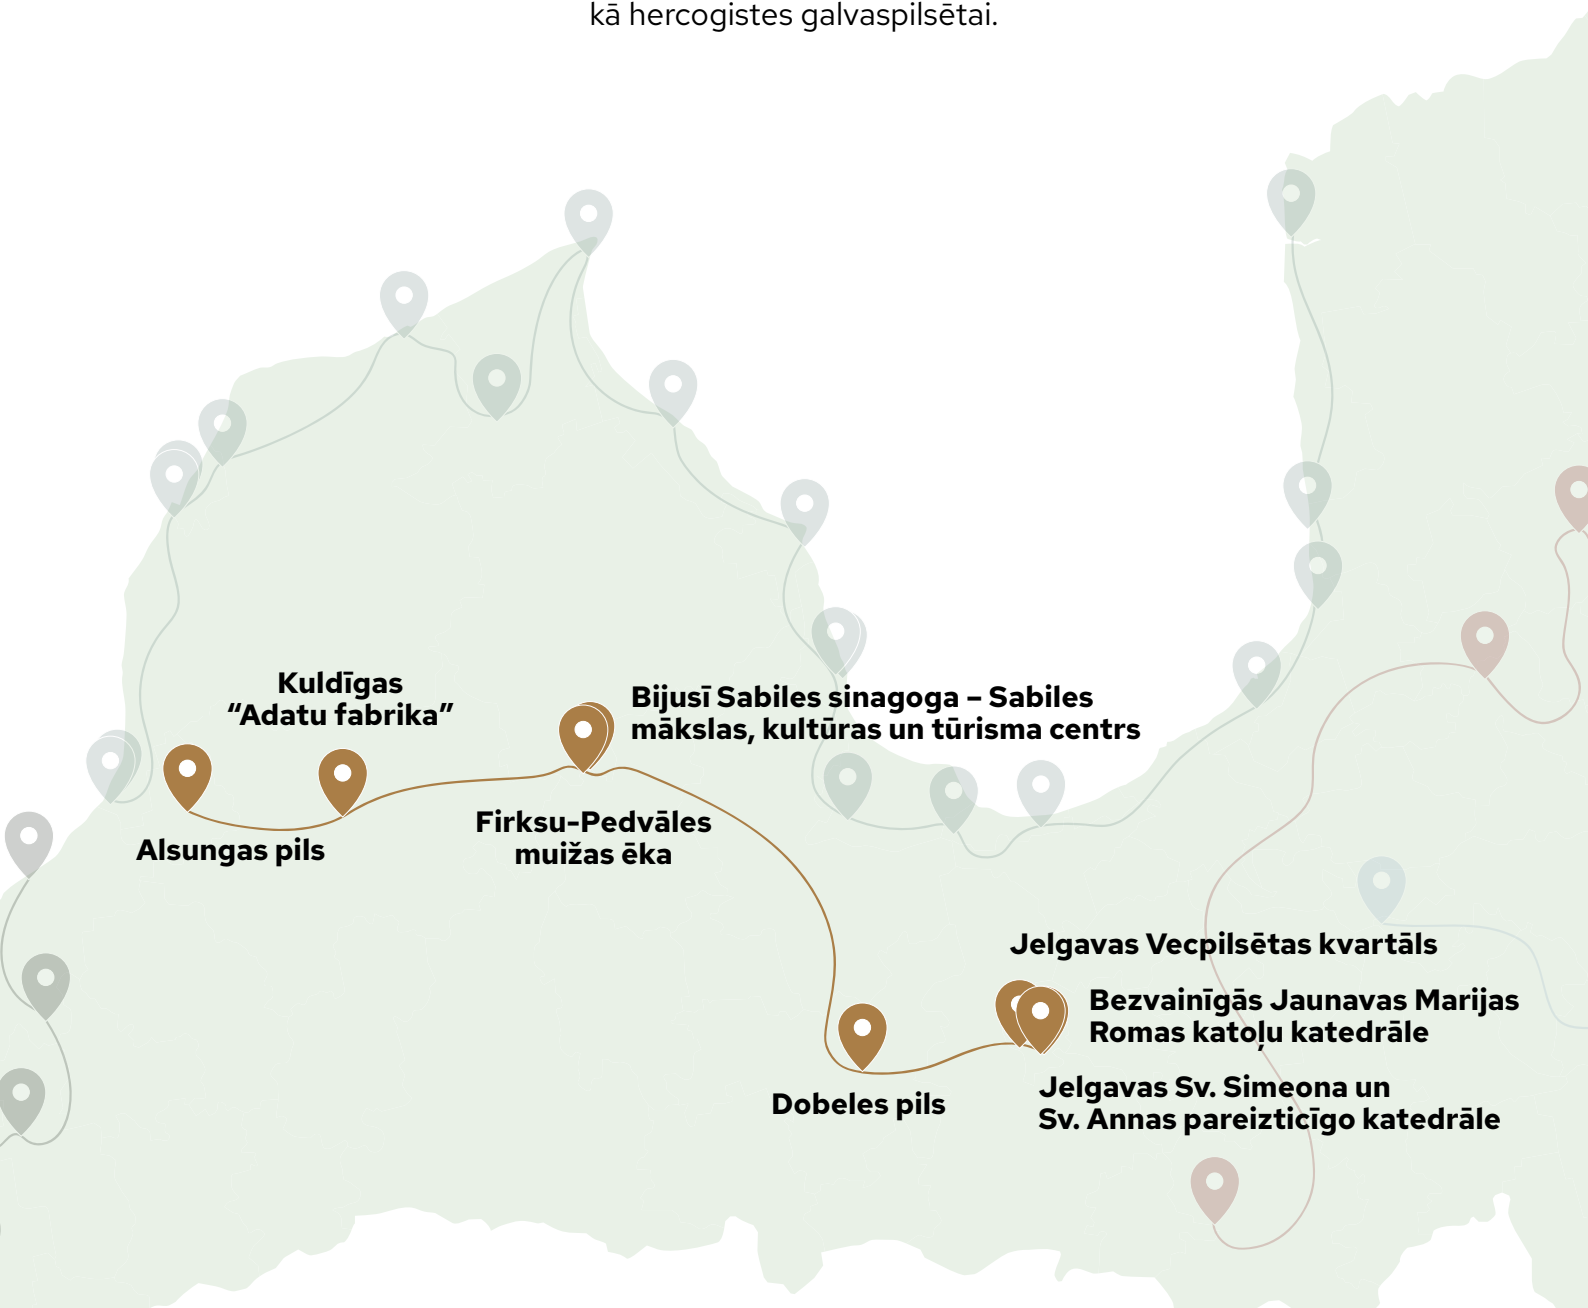 kā hercogistes galvaspilsētai.
Kuldīgas
“Adatu fabrika”
Bijusī Sabiles sinagoga – Sabiles
mākslas, kultūras un tūrisma centrs
Alsungas pils
Firksu-Pedvāles
muižas ēka
Jelgavas Vecpilsētas kvartāls
Bezvainīgās Jaunavas Marijas
Romas katoļu katedrāle
Dobeles pils
Jelgavas Sv. Simeona un
Sv. Annas pareizticīgo katedrāle